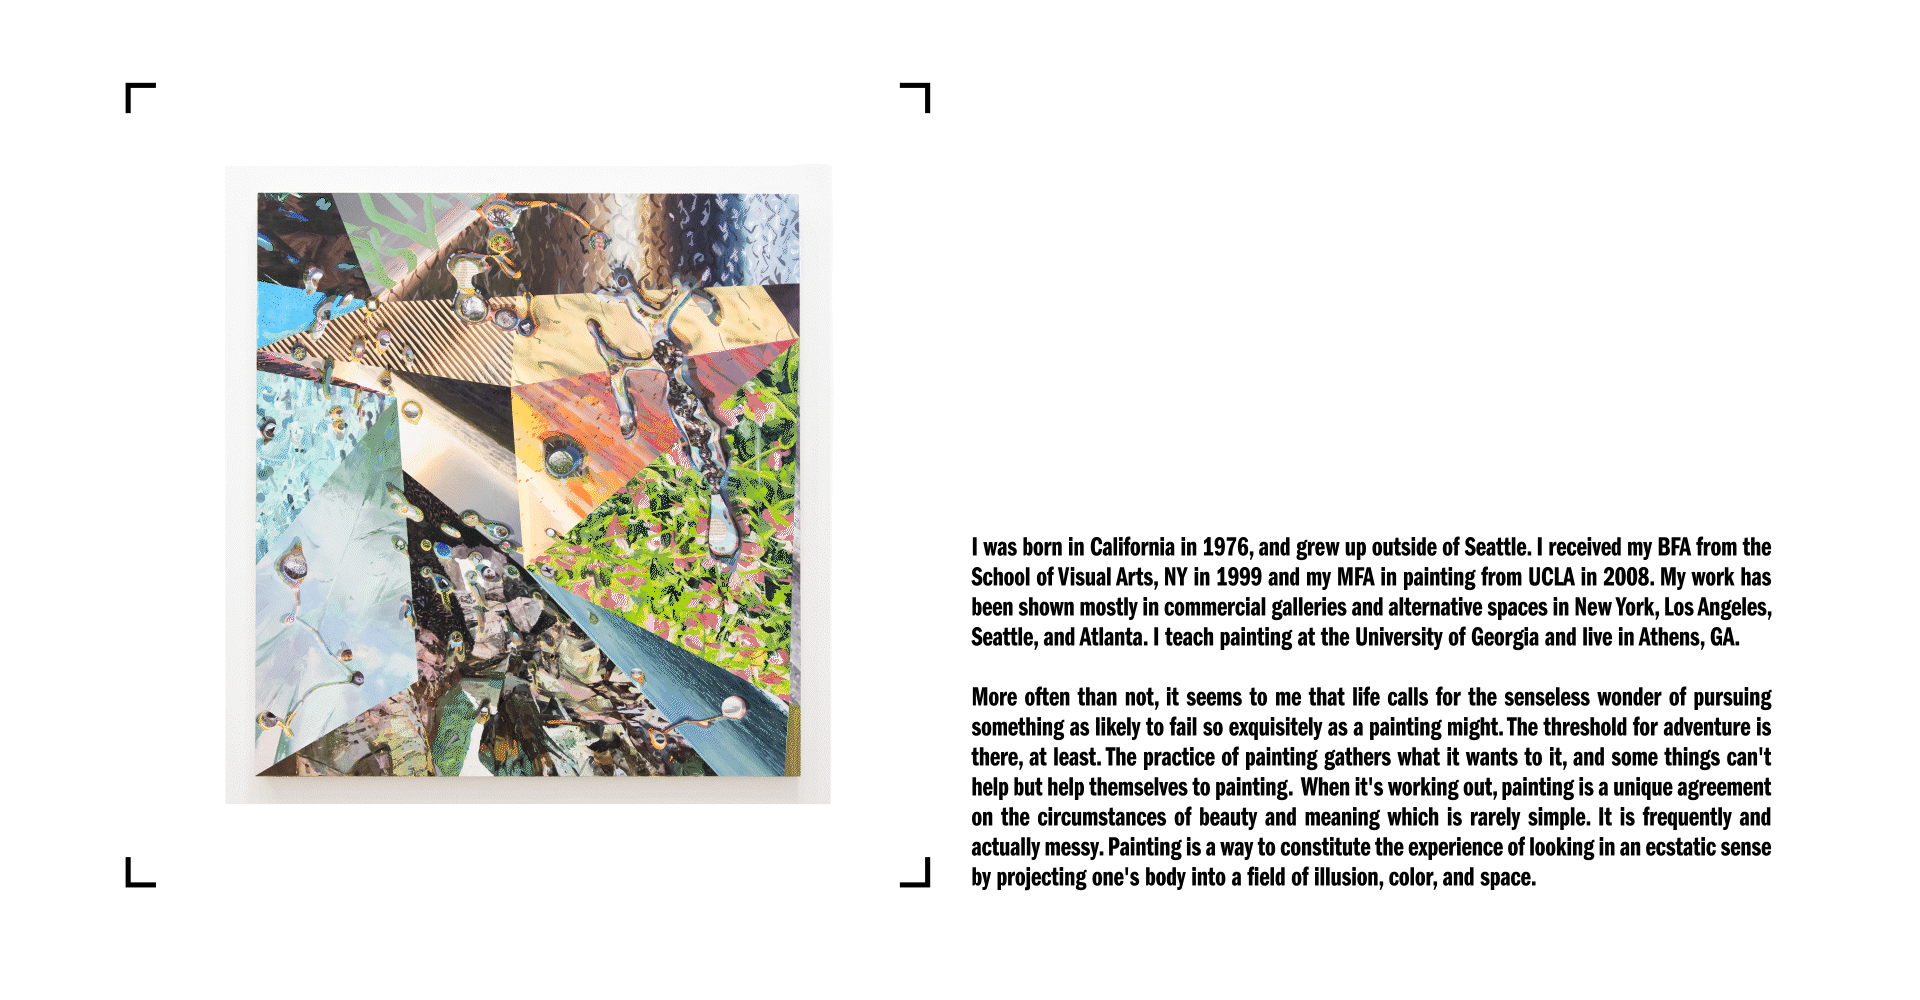 I was born in California in 1976, and grew up outside of Seattle. I received my BFA from the
School of Visual Arts, NY in 1999 and my MFA in painting from UCLA in 2008. My work has
been shown mostly in commercial galleries and alternative spaces in New York, Los Angeles,
Seattle, and Atlanta. I teach painting at the University of Georgia and live in Athens, GA.
More often than not, it seems to me that life calls for the senseless wonder of pursuing
something as likely to fail so exquisitely as a painting might. The threshold for adventure is
there, at least. The practice of painting gathers what it wants to it, and some things can't
help but help themselves to painting. When it's working out, painting is a unique agreement
on the circumstances of beauty and meaning which is rarely simple. It is frequently and
actually messy. Painting is a way to constitute the experience of looking in an ecstatic sense
by projecting one's body into a field of illusion, color, and space.